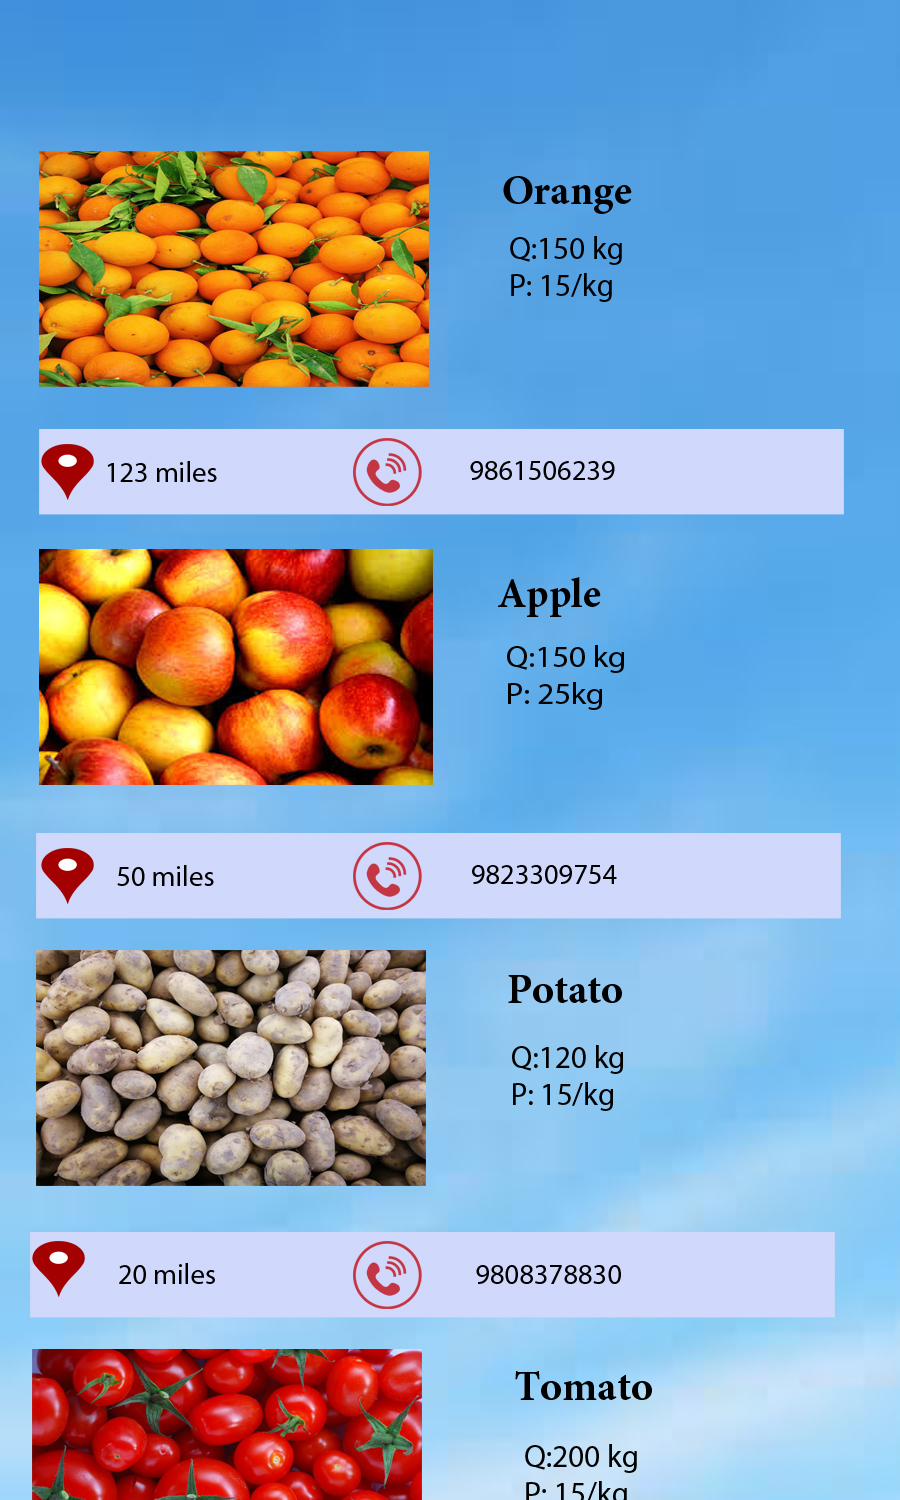 Orange
Q:150 kg
P: 15/kg
123 miles
9861506239
Apple
Q:150 kg
P: 25kg
50 miles
9823309754
Potato
Q:120 kg
P: 15/kg
20 miles
9808378830
Tomato
Q:200 kg
P: 15/kg